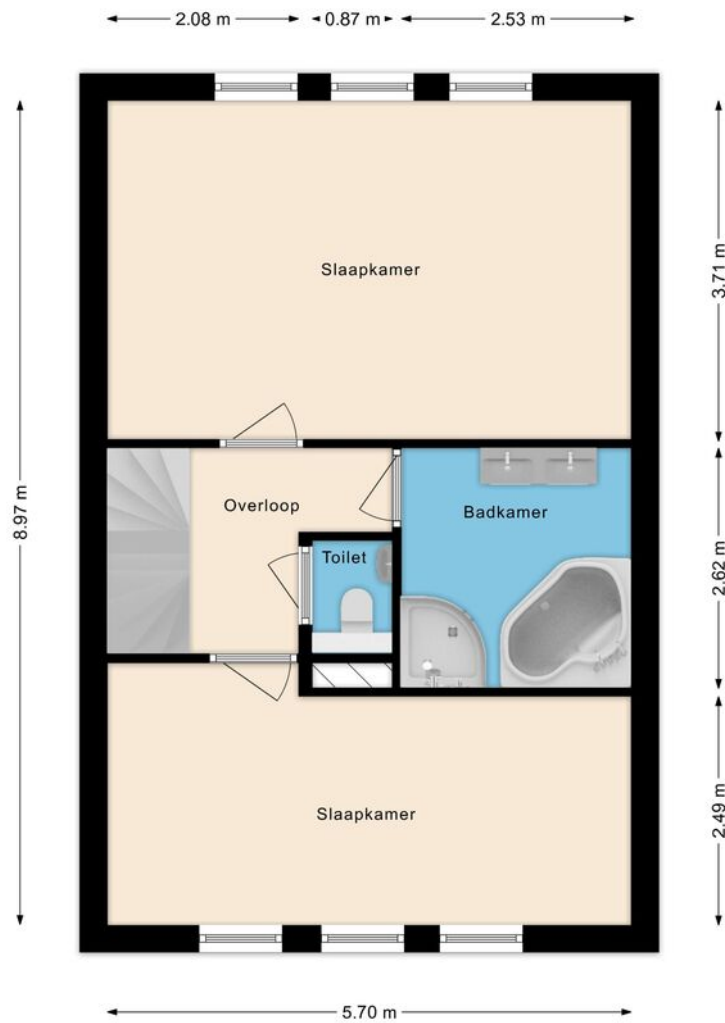 2.08 m
0.87 m
2.53 m
Slaapkamer
3.71 m
8.97 m
Overloop
Badkamer
Toilet
2.62 m
Slaapkamer
2.49 m
5.70 m